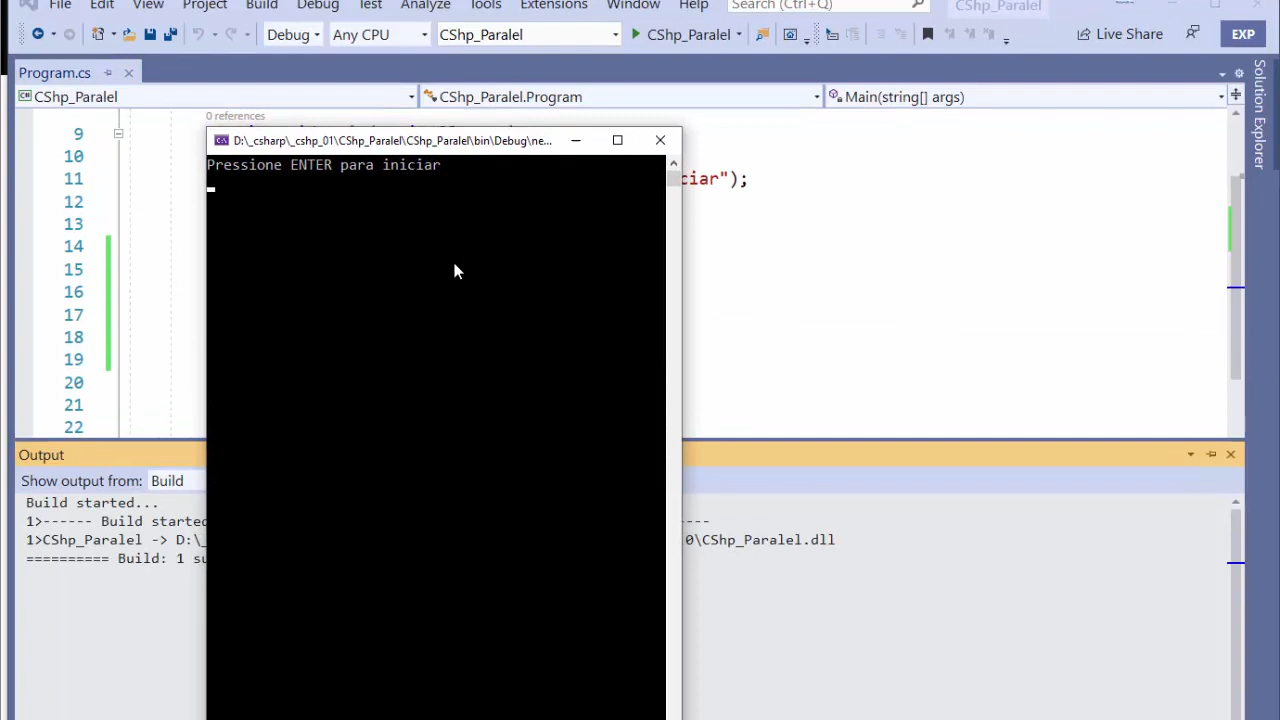 File Edit View Project Build Debug Test Analyze Tools Extensions Window Help Search (Ctrl+Q) CShp_Paralel
Debug Any CPU CShp_Paralel CShp_Paralel Live Share EXP
Program.cs
CShp_Paralel CShp_Paralel.Program Main(string[] args)
Solution Explorer
0 references
9
D:\_csharp\_cshp_01\CShp_Paralel\CShp_Paralel\bin\Debug\ne...
10
Pressione ENTER para iniciar
11 ciar");
12
13
14
15
16
17
18
19
20
21
22
Output
Show output from: Build
Build started...
1>------ Build started ----
1>CShp_Paralel -> D:\_ 0\CShp_Paralel.dll
========== Build: 1 su